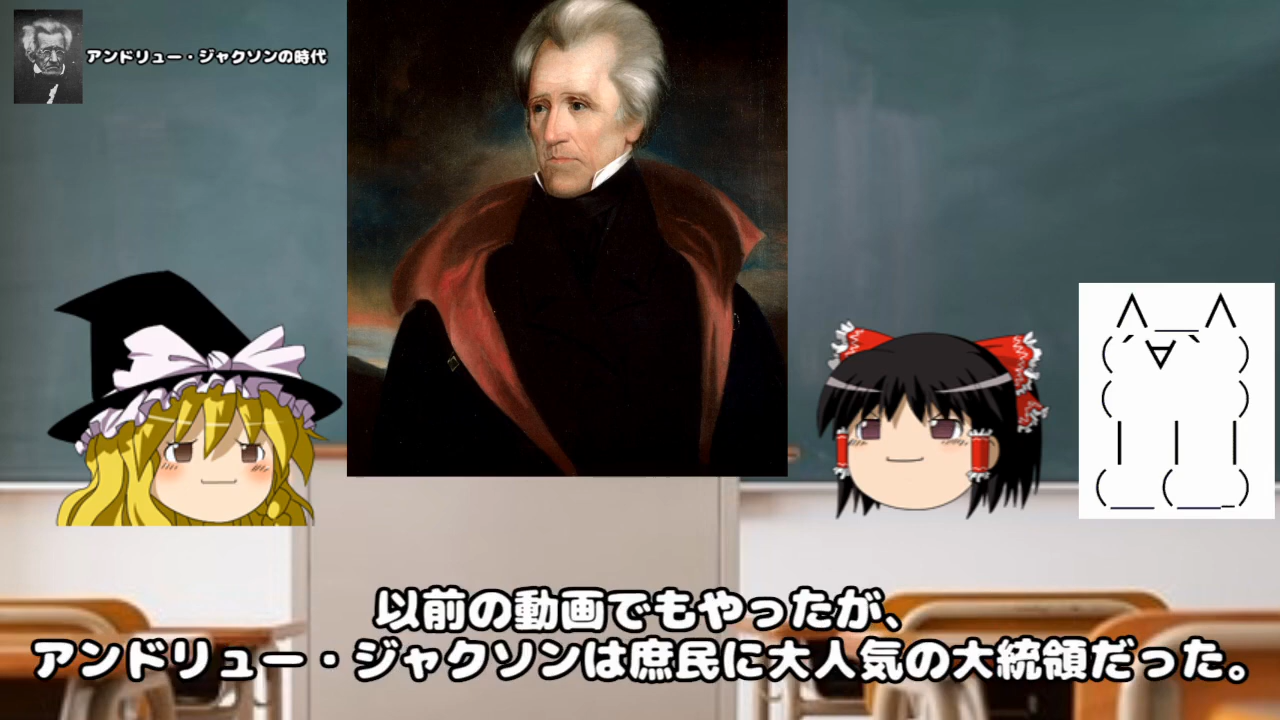 アンドリュー・ジャクソンの時代
以前の動画でもやったが、
アンドリュー・ジャクソンは庶民に大人気の大統領だった。